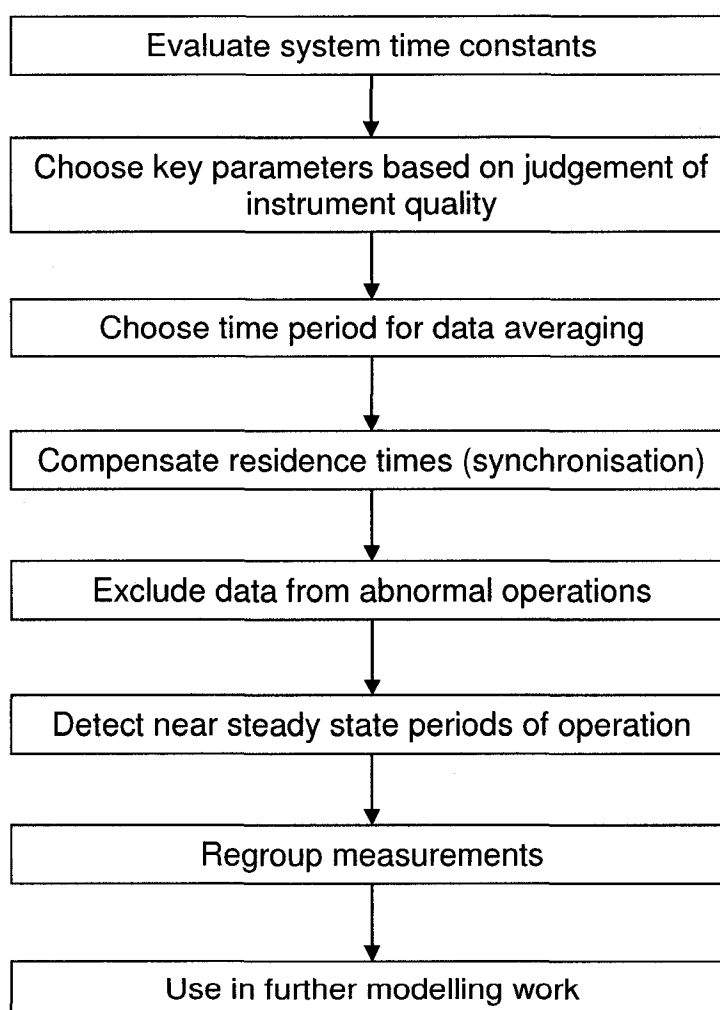 Evaluate system time constants
Choose key parameters based on judgement of
instrument quality
Choose time period for data averaging
Compensate residence times (synchronisation)
Exclude data from abnormal operations
Detect near steady state periods of operation
Regroup measurements
Use in further modelling work